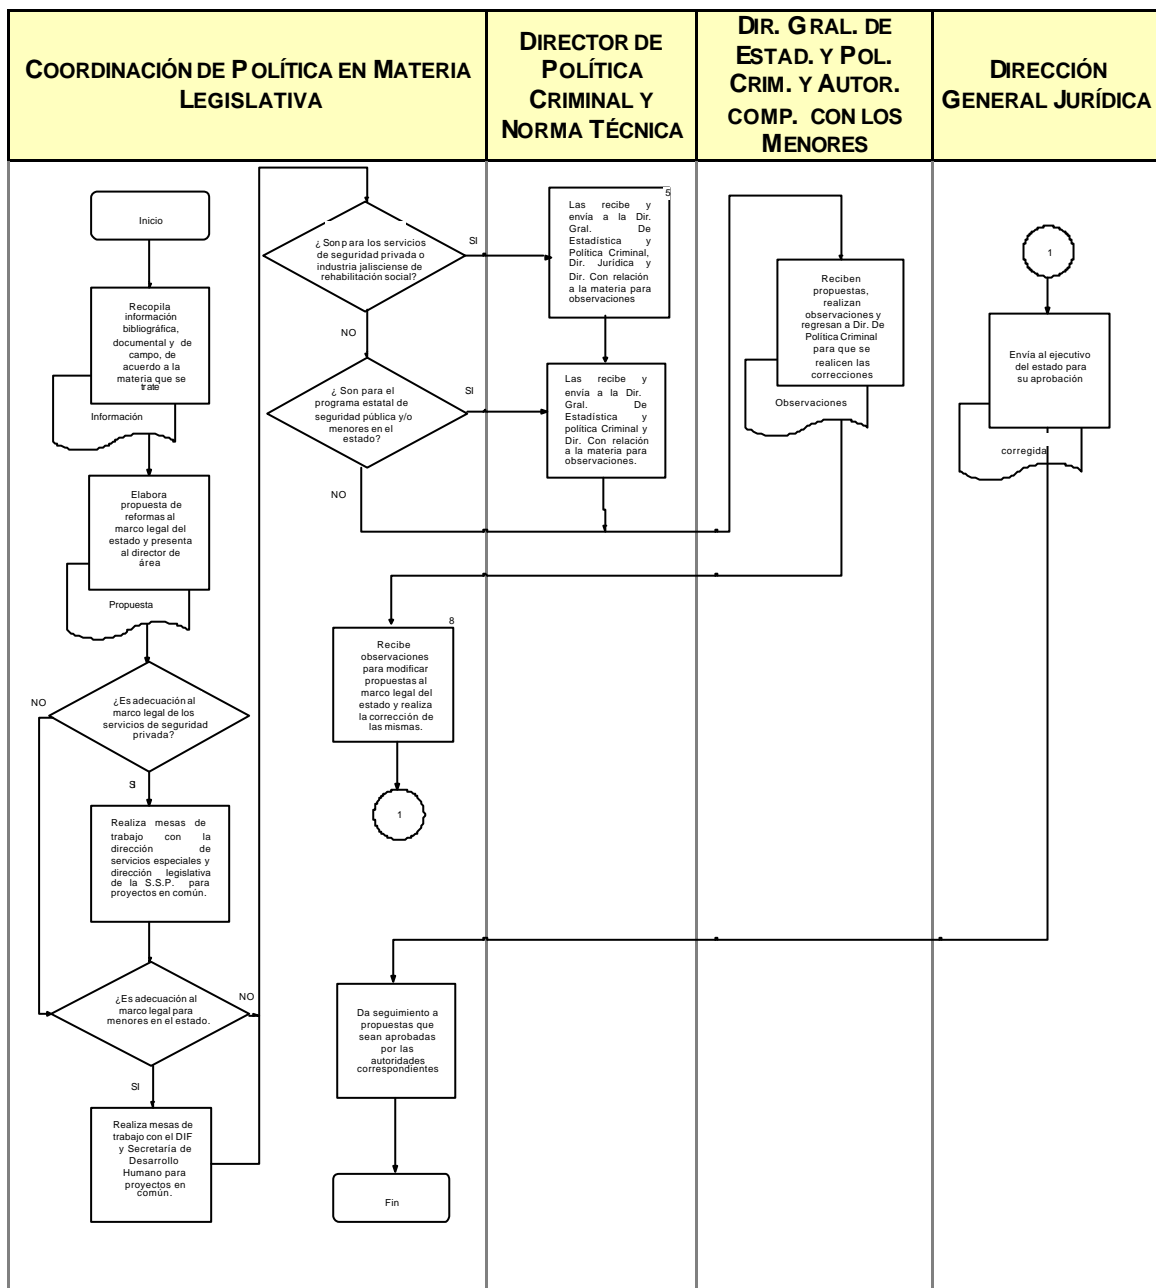 COORDINACIÓN DE POLÍTICA EN MATERIA
LEGISLATIVA
DIRECTOR DE
POLÍTICA
CRIMINAL Y
NORMA TÉCNICA
DIR. GRAL. DE
ESTAD. Y POL.
CRIM. Y AUTOR.
COMP. CON LOS
MENORES
DIRECCIÓN
GENERAL JURÍDICA
Inicio
Recopila
información
bibliográfica,
documental y de
campo, de
acuerdo a la
materia que se
trate
Información
Elabora
propuesta de
reformas al
marco legal del
estado y presenta
al director de
área
Propuesta
¿Es adecuación al
marco legal de los
servicios de seguridad
privada?
NO
SI
Realiza mesas de
trabajo con la
dirección de
servicios especiales y
dirección legislativa
de la S.S.P. para
proyectos en común.
¿Es adecuación al
marco legal para
menores en el estado.
NO
SI
Realiza mesas de
trabajo con el DIF
y Secretaría de
Desarrollo
Humano para
proyectos en
común.
¿ Son para los servicios
de seguridad privada o
industria jalisciense de
rehabilitación social?
SI
NO
¿ Son para el
programa estatal de
seguridad pública y/o
menores en el
estado?
SI
NO
5
Las recibe y
envía a la Dir.
Gral. De
Estadística y
Política Criminal,
Dir. Jurídica y
Dir. Con relación
a la materia para
observaciones
Las recibe y
envía a la Dir.
Gral. De
Estadística y
política Criminal y
Dir. Con relación
a la materia para
observaciones.
Reciben
propuestas,
realizan
observaciones y
regresan a Dir. De
Política Criminal
para que se
realicen las
correcciones
Observaciones
8
Recibe
observaciones
para modificar
propuestas al
marco legal del
estado y realiza
la corrección de
las mismas.
1
1
Envía al ejecutivo
del estado para
su aprobación
corregida
Da seguimiento a
propuestas que
sean aprobadas
por las
autoridades
correspondientes
Fin